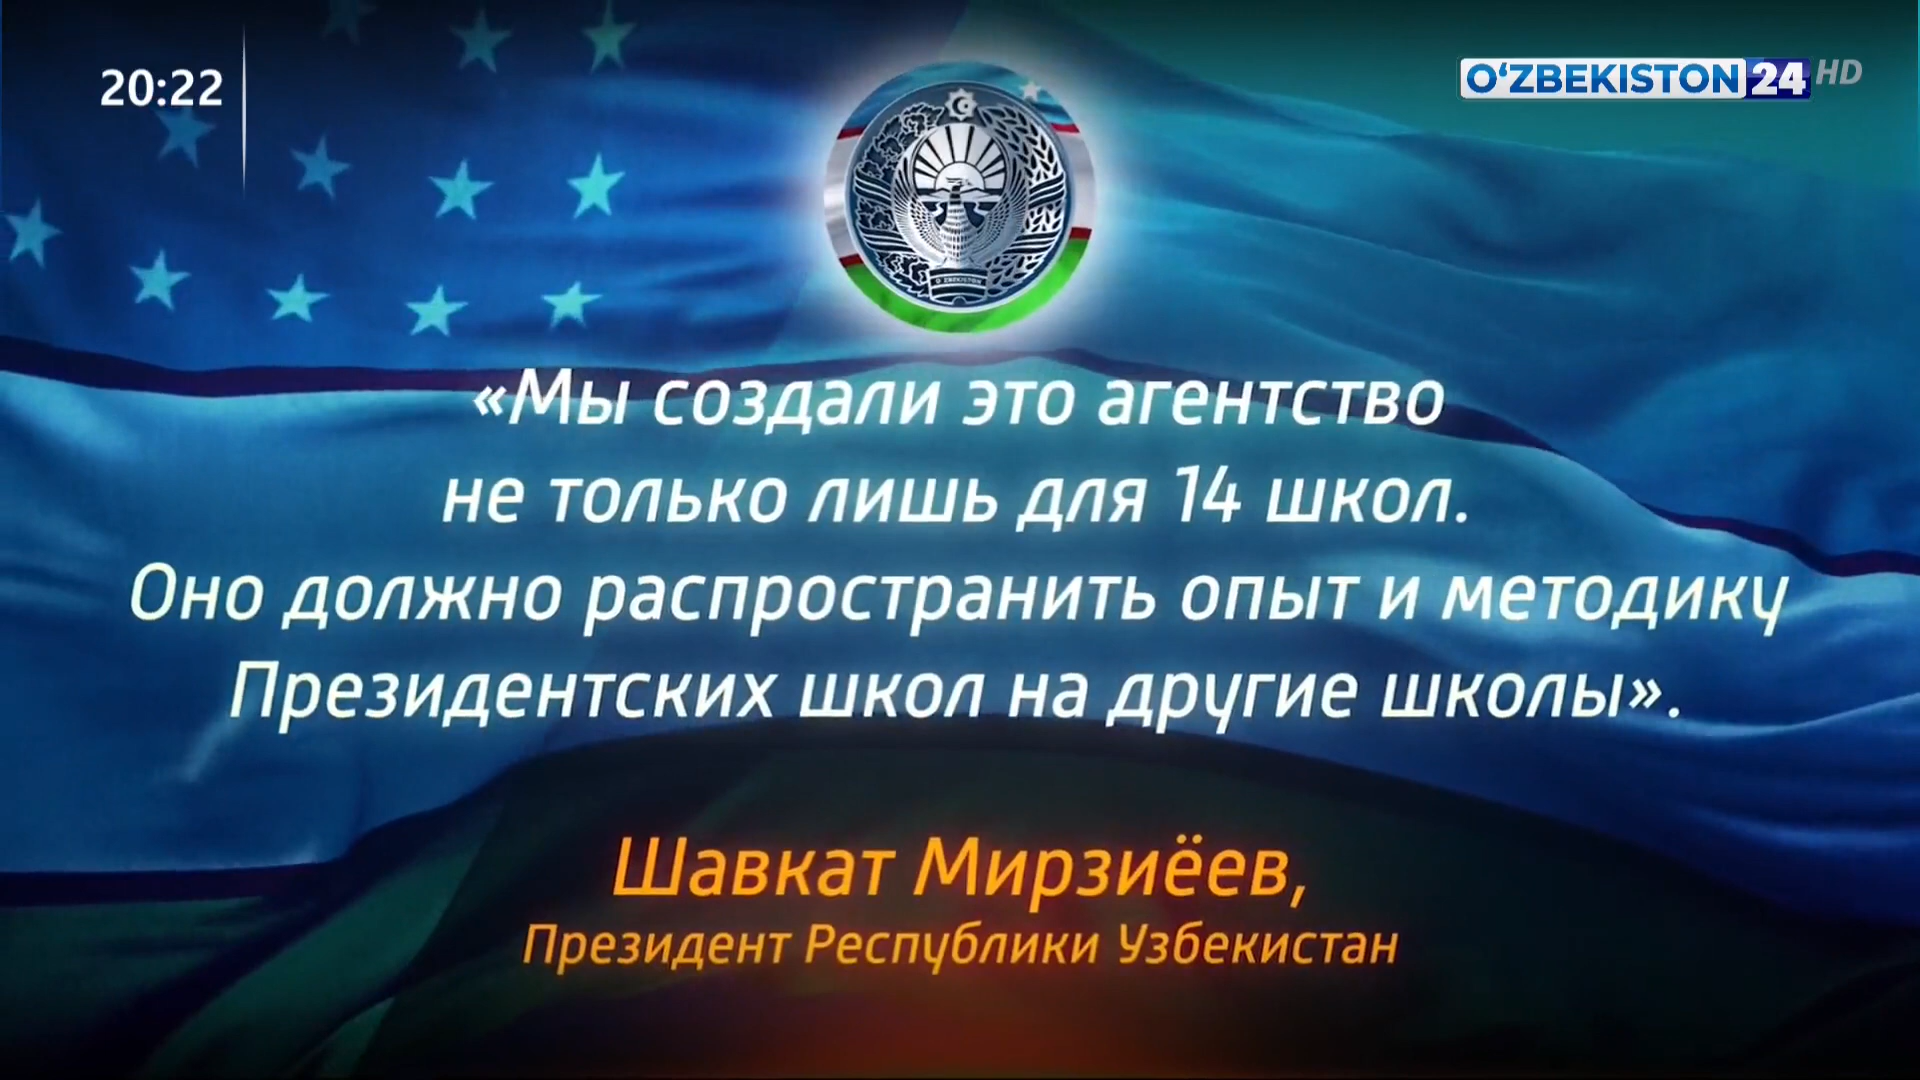 20:22
O‘ZBEKISTON 24 HD
O‘ZBEKISTON
«Мы создали это агентство
не только лишь для 14 школ.
Оно должно распространить опыт и методику
Президентских школ на другие школы».
Шавкат Мирзиёев,
Президент Республики Узбекистан